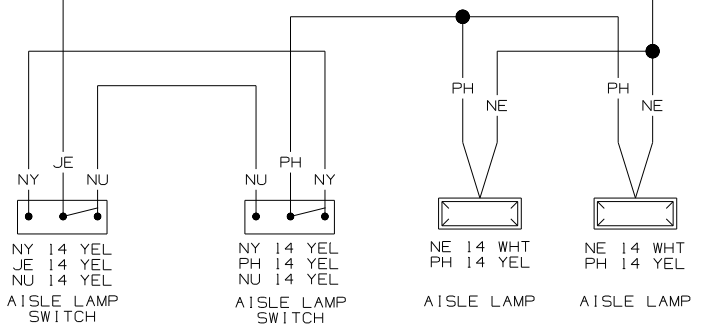 PH
PH
NE
NE
JE
PH
NY
NU
NU
NY
NY 14 YEL
JE 14 YEL
NU 14 YEL
AISLE LAMP
SWITCH
NY 14 YEL
PH 14 YEL
NU 14 YEL
AISLE LAMP
SWITCH
NE 14 WHT
PH 14 YEL
AISLE LAMP
NE 14 WHT
PH 14 YEL
AISLE LAMP